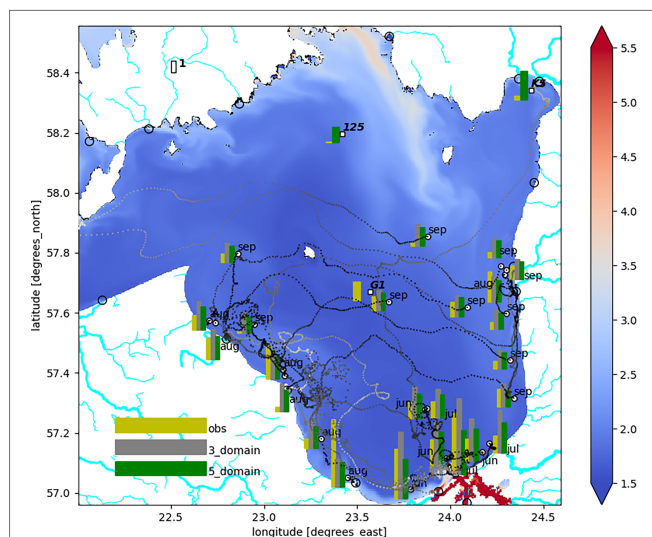 58.4
58.2
58.0
57.8
57.6
57.4
57.2
57.0
latitude [degrees_north]
1
K5
125
sep
sep
sep
sep
aug
G1
sep
sep
sep
aug
sep
aug
sep
aug
aug
sep
jun
jul
aug
aug
jun
jul
jun
jul
jun
obs
3_domain
5_domain
22.5 23.0 23.5 24.0 24.5
longitude [degrees_east]
5.5
5.0
4.5
4.0
3.5
3.0
2.5
2.0
1.5